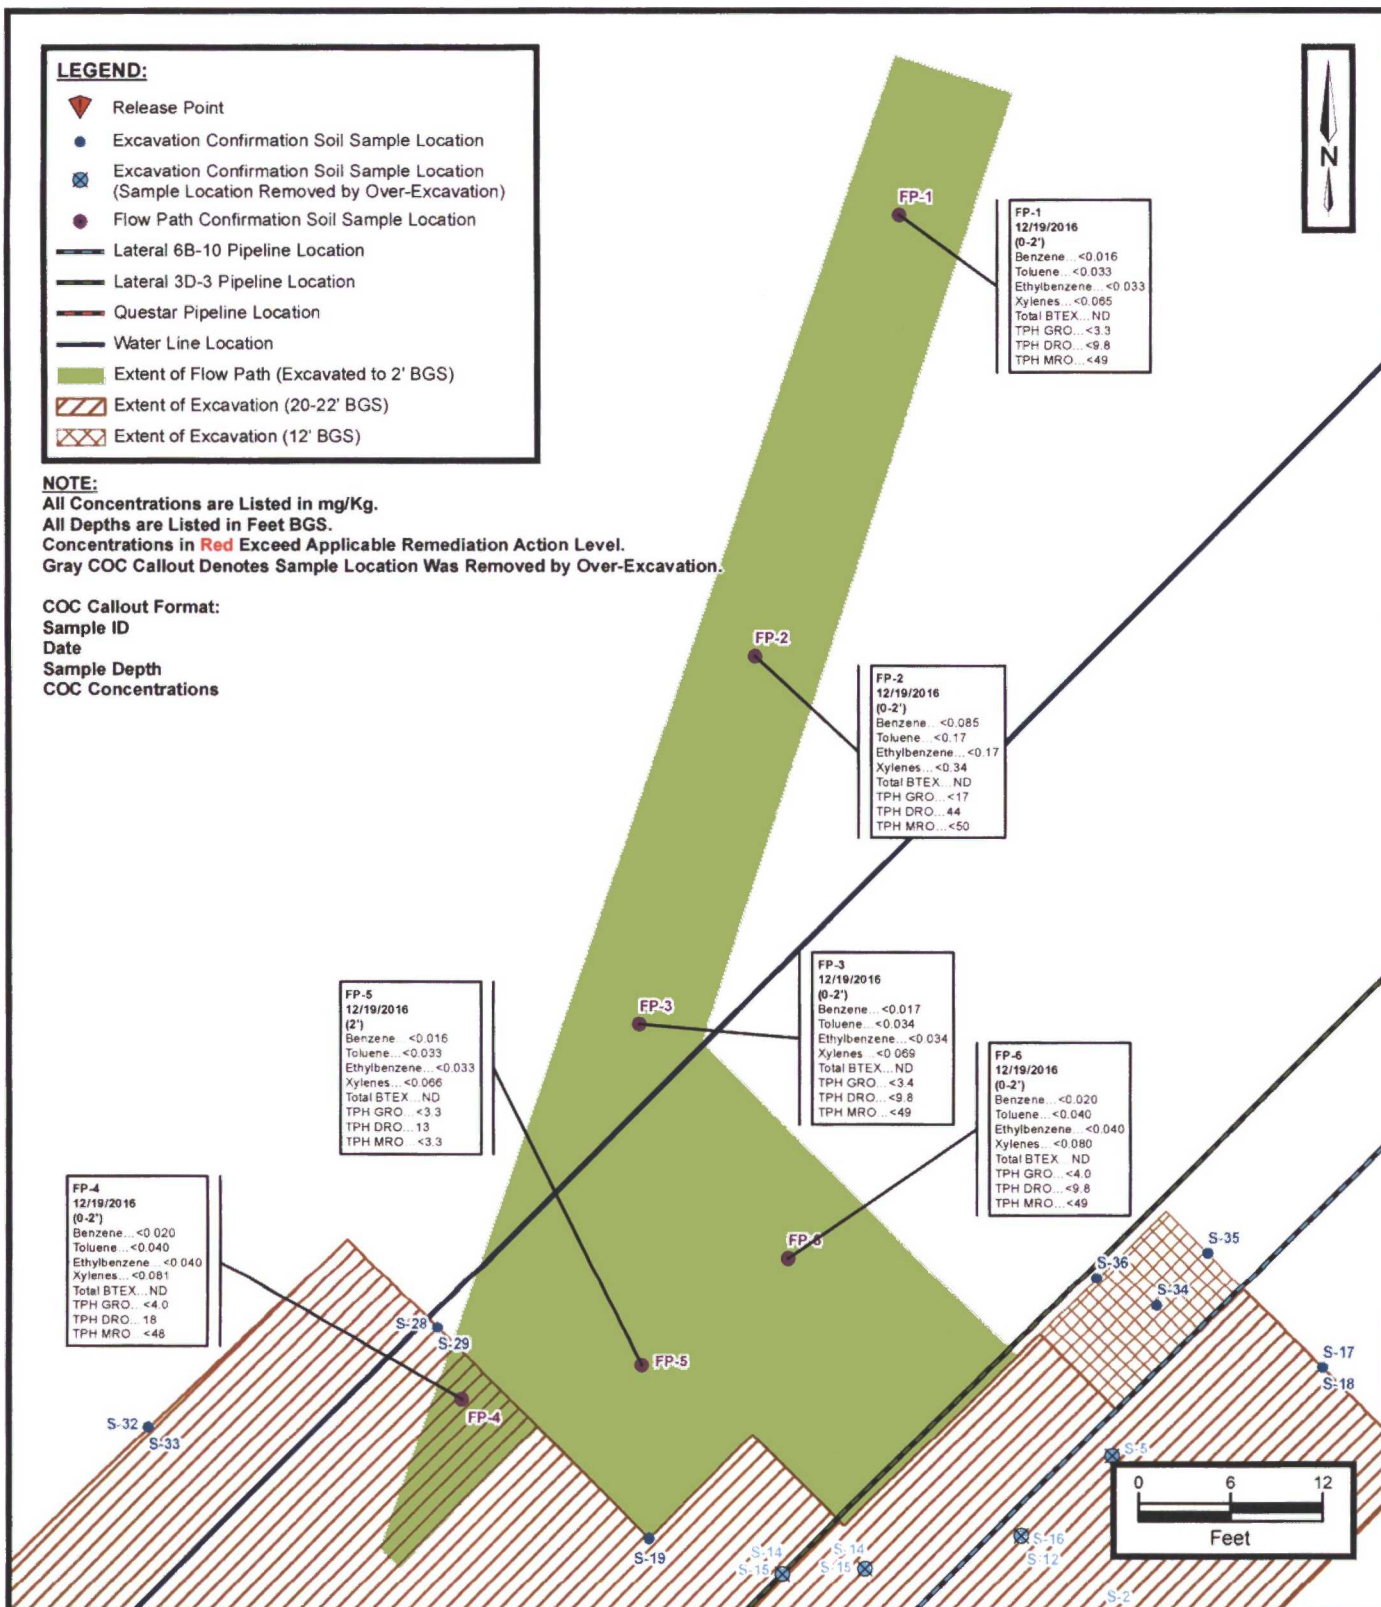 LEGEND:
Release Point
Excavation Confirmation Soil Sample Location
Excavation Confirmation Soil Sample Location
(Sample Location Removed by Over-Excavation)
Flow Path Confirmation Soil Sample Location
Lateral 6B-10 Pipeline Location
Lateral 3D-3 Pipeline Location
Questar Pipeline Location
Water Line Location
Extent of Flow Path (Excavated to 2' BGS)
Extent of Excavation (20-22' BGS)
Extent of Excavation (12' BGS)
N
NOTE:
All Concentrations are Listed in mg/Kg.
All Depths are Listed in Feet BGS.
Concentrations in Red Exceed Applicable Remediation Action Level.
Gray COC Callout Denotes Sample Location Was Removed by Over-Excavation.
COC Callout Format:
Sample ID
Date
Sample Depth
COC Concentrations
FP-1
FP-1
12/19/2016
(0-2')
Benzene...<0.016
Toluene...<0.033
Ethylbenzene...<0.033
Xylenes...<0.065
Total BTEX...ND
TPH GRO...<3.3
TPH DRO...<9.8
TPH MRO...<49
FP-2
FP-2
12/19/2016
(0-2')
Benzene...<0.085
Toluene...<0.17
Ethylbenzene...<0.17
Xylenes...<0.34
Total BTEX...ND
TPH GRO...<17
TPH DRO...44
TPH MRO...<50
FP-3
FP-3
12/19/2016
(0-2')
Benzene...<0.017
Toluene...<0.034
Ethylbenzene...<0.034
Xylenes...<0.069
Total BTEX...ND
TPH GRO...<3.4
TPH DRO...<9.8
TPH MRO...<49
FP-5
12/19/2016
(2')
Benzene...<0.016
Toluene...<0.033
Ethylbenzene...<0.033
Xylenes...<0.066
Total BTEX...ND
TPH GRO...<3.3
TPH DRO...13
TPH MRO...<3.3
FP-6
12/19/2016
(0-2')
Benzene...<0.020
Toluene...<0.040
Ethylbenzene...<0.040
Xylenes...<0.080
Total BTEX...ND
TPH GRO...<4.0
TPH DRO...<9.8
TPH MRO...<49
FP-4
12/19/2016
(0-2')
Benzene...<0.020
Toluene...<0.040
Ethylbenzene...<0.040
Xylenes...<0.081
Total BTEX...ND
TPH GRO...<4.0
TPH DRO...18
TPH MRO...<48
FP-6
S-35
S-36
S-34
S-28
S-29
FP-5
S-17
S-18
FP-4
S-32
S-33
S-5
S-19
S-14
S-15
S-14
S-15
S-16
S-12
S-2
0 6 12
Feet